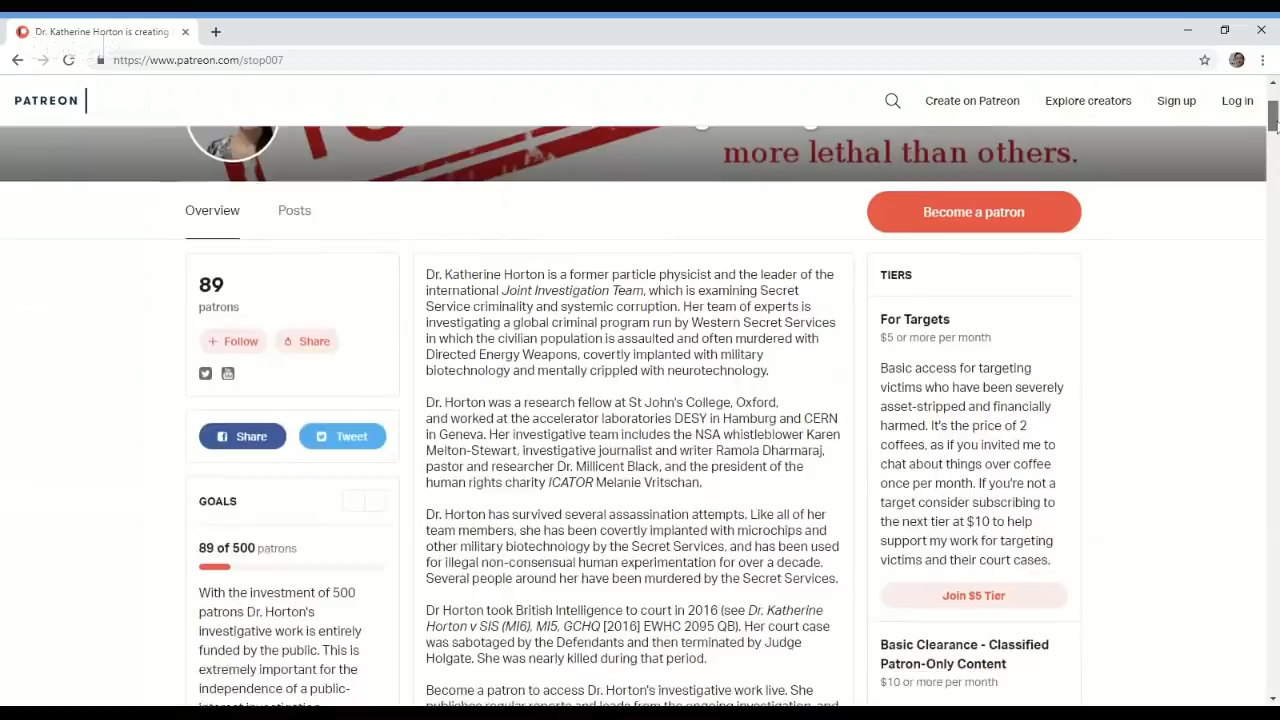 Dr. Katherine Horton is creating
https://www.patreon.com/stop007
PATREON
Create on Patreon
Explore creators
Sign up
Log in
more lethal than others.
Overview
Posts
Become a patron
89
patrons
Follow
Share
Share
Tweet
GOALS
89 of 500 patrons
With the investment of 500
patrons Dr. Horton's
investigative work is entirely
funded by the public. This is
extremely important for the
independence of a public-
Dr. Katherine Horton is a former particle physicist and the leader of the
international Joint Investigation Team, which is examining Secret
Service criminality and systemic corruption. Her team of experts is
investigating a global criminal program run by Western Secret Services
in which the civilian population is assaulted and often murdered with
Directed Energy Weapons, covertly implanted with military
biotechnology and mentally crippled with neurotechnology.
Dr. Horton was a research fellow at St John's College, Oxford,
and worked at the accelerator laboratories DESY in Hamburg and CERN
in Geneva. Her investigative team includes the NSA whistleblower Karen
Melton-Stewart, Investigative journalist and writer Ramola Dharmaraj,
pastor and researcher Dr. Millicent Black, and the president of the
human rights charity ICATOR Melanie Vritschan.
Dr. Horton has survived several assassination attempts. Like all of her
team members, she has been covertly implanted with microchips and
other military biotechnology by the Secret Services, and has been used
for illegal non-consensual human experimentation for over a decade.
Several people around her have been murdered by the Secret Services.
Dr Horton took British Intelligence to court in 2016 (see Dr. Katherine
Horton v SIS (MI6), MI5, GCHQ [2016] EWHC 2095 QB). Her court case
was sabotaged by the Defendants and then terminated by Judge
Holgate. She was nearly killed during that period.
Become a patron to access Dr. Horton's investigative work live. She
publishes regular reports and leads from the ongoing investigation, and
TIERS
For Targets
$5 or more per month
Basic access for targeting
victims who have been severely
asset-stripped and financially
harmed. It's the price of 2
coffees, as if you invited me to
chat about things over coffee
once per month. If you're not a
target consider subscribing to
the next tier at $10 to help
support my work for targeting
victims and their court cases.
Join $5 Tier
Basic Clearance - Classified
Patron-Only Content
$10 or more per month